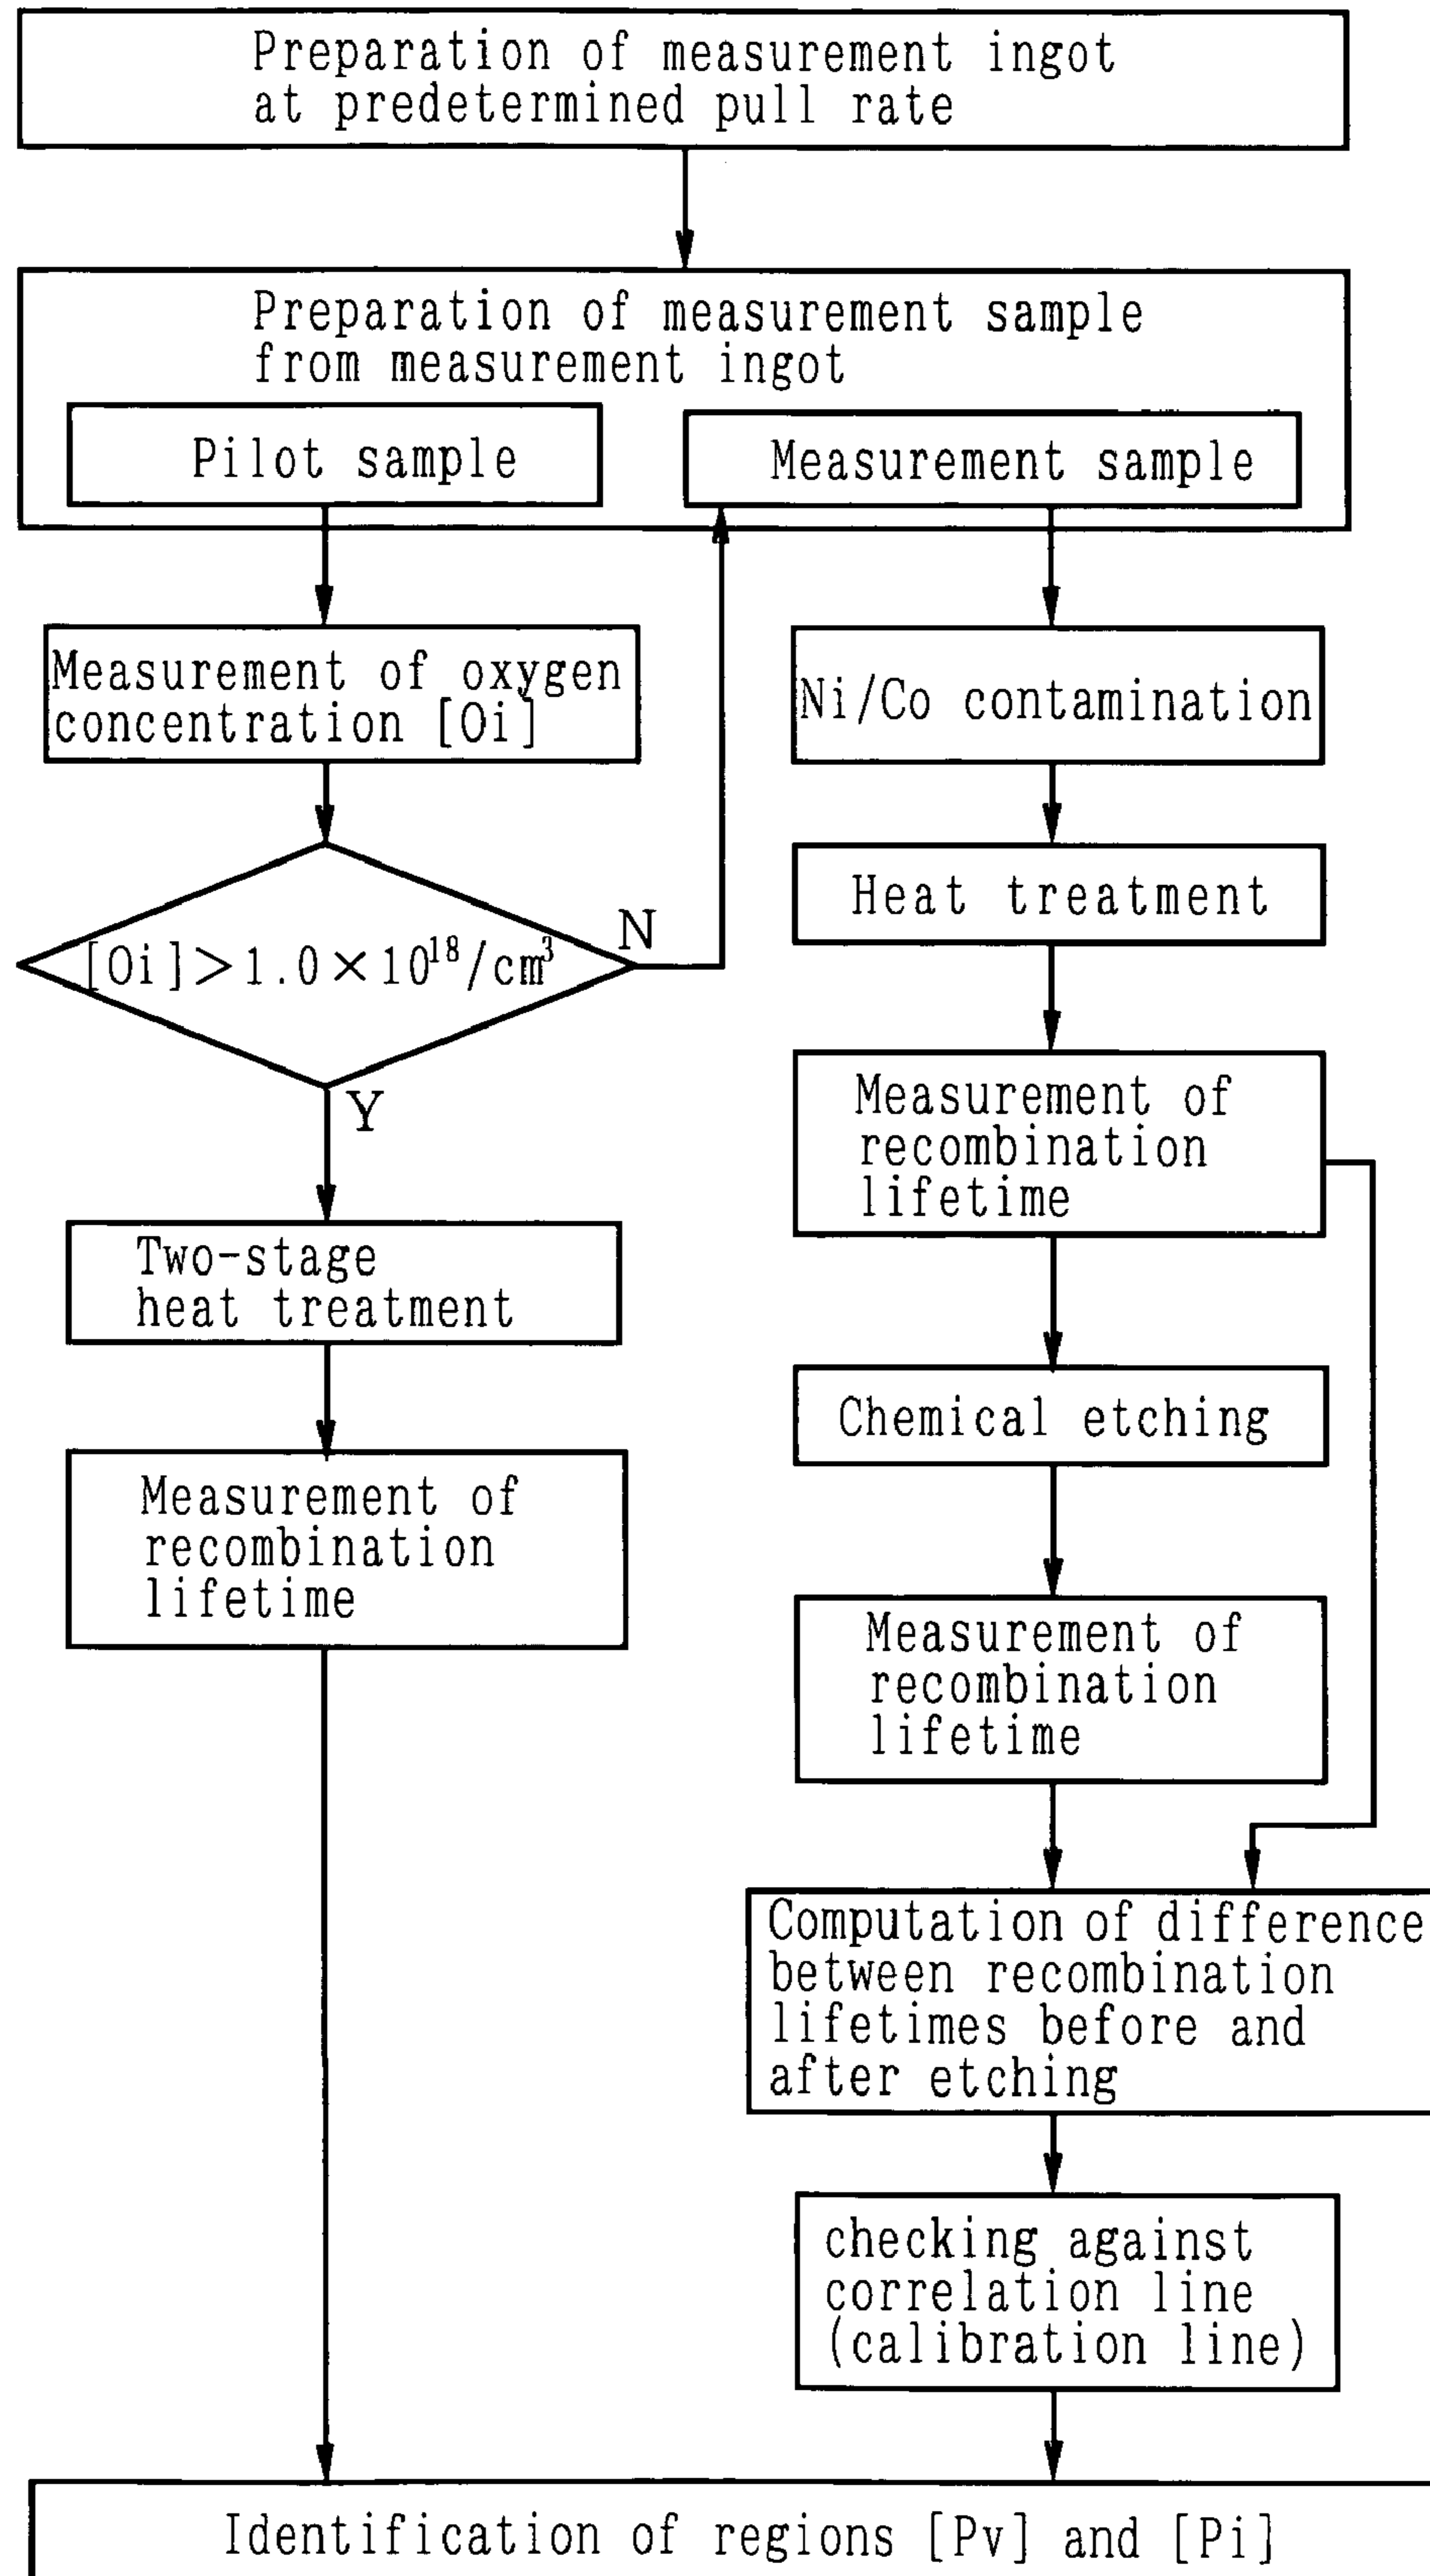 Preparation of measurement ingot
at predetermined pull rate
Preparation of measurement sample
from measurement ingot
Pilot sample
Measurement sample
Measurement of oxygen
concentration [Oi]
[Oi]>1.0×10¹⁸/cm³
N
Y
Two-stage
heat treatment
Measurement of
recombination
lifetime
Ni/Co contamination
Heat treatment
Measurement of
recombination
lifetime
Chemical etching
Measurement of
recombination
lifetime
Computation of difference
between recombination
lifetimes before and
after etching
checking against
correlation line
(calibration line)
Identification of regions [Pv] and [Pi]